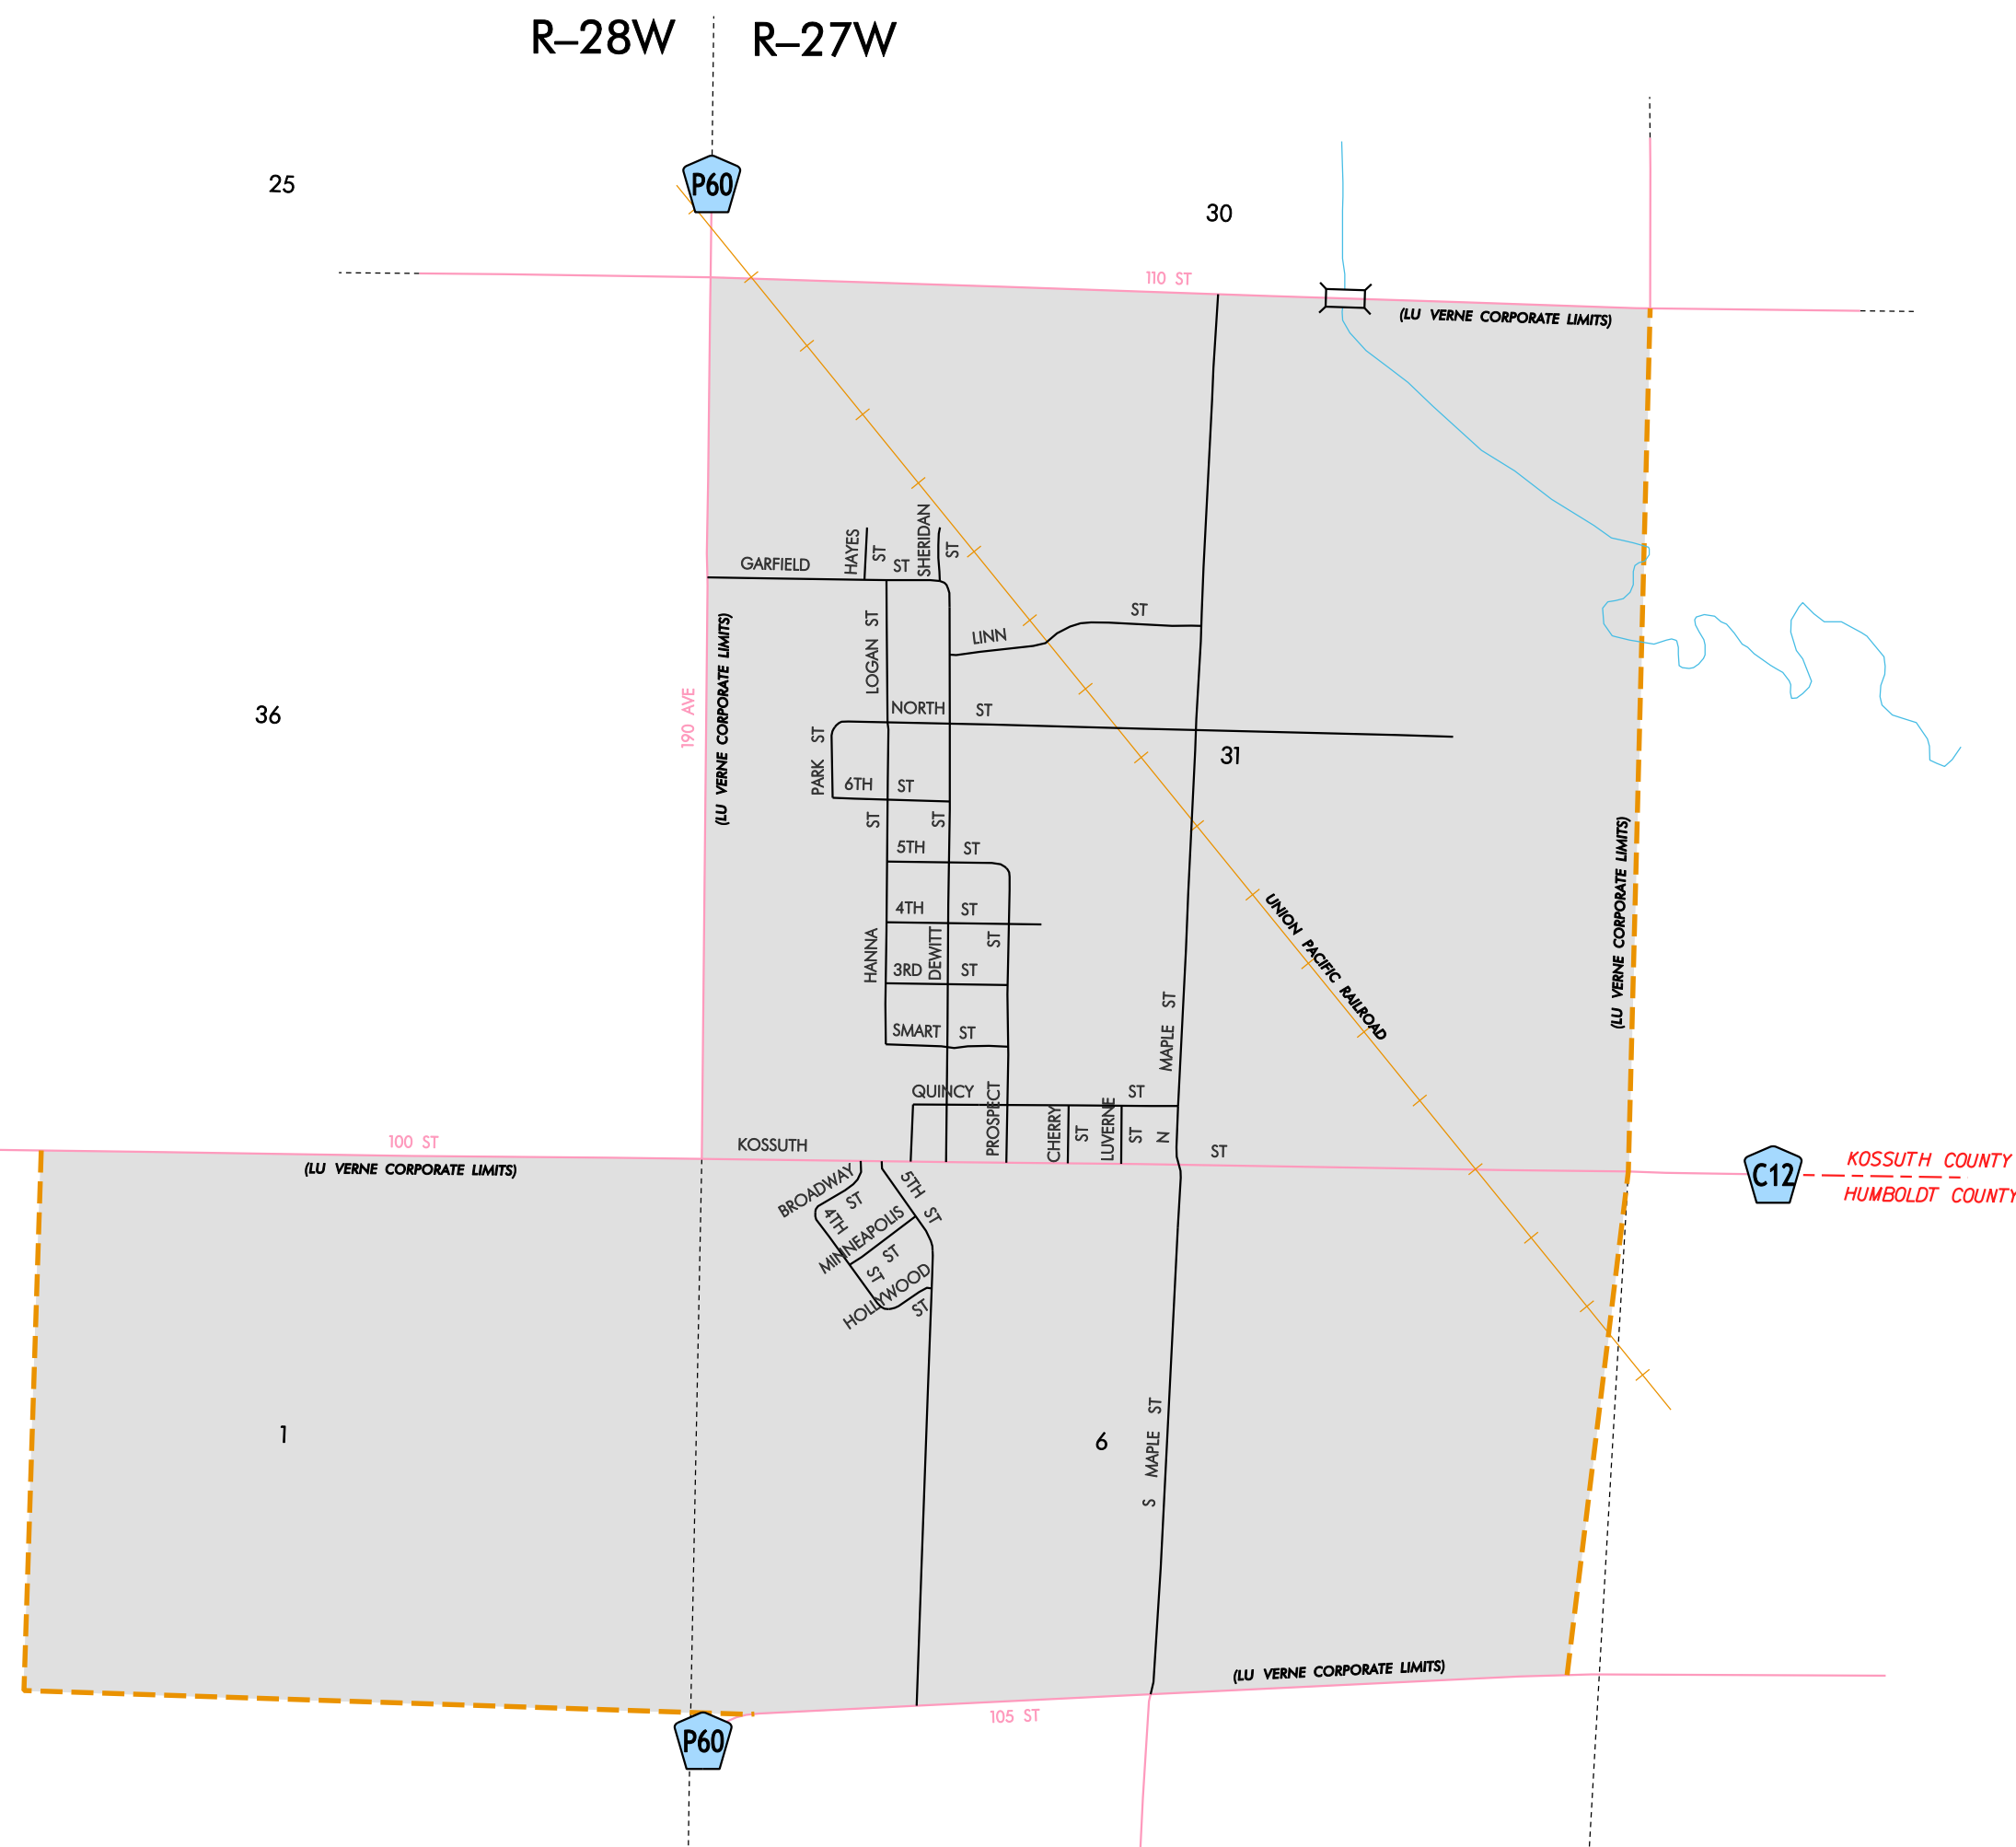 R–28W
R–27W
P60
25
30
110 ST
(LU VERNE CORPORATE LIMITS)
HAYES ST
SHERIDAN ST
GARFIELD ST
LOGAN ST
LINN ST
(LU VERNE CORPORATE LIMITS)
190 AVE
36
NORTH ST
PARK ST
31
6TH ST
5TH ST
4TH ST
HANNA ST
DEWITT ST
3RD ST
SMART ST
UNION PACIFIC RAILROAD
(LU VERNE CORPORATE LIMITS)
N MAPLE ST
QUINCY ST
PROSPECT ST
CHERRY ST
LUVERNE ST
100 ST
(LU VERNE CORPORATE LIMITS)
KOSSUTH ST
C12
KOSSUTH COUNTY
HUMBOLDT COUNTY
BROADWAY ST
5TH ST
4TH ST
MINNEAPOLIS ST
HOLLYWOOD ST
1
6
S MAPLE ST
(LU VERNE CORPORATE LIMITS)
105 ST
P60